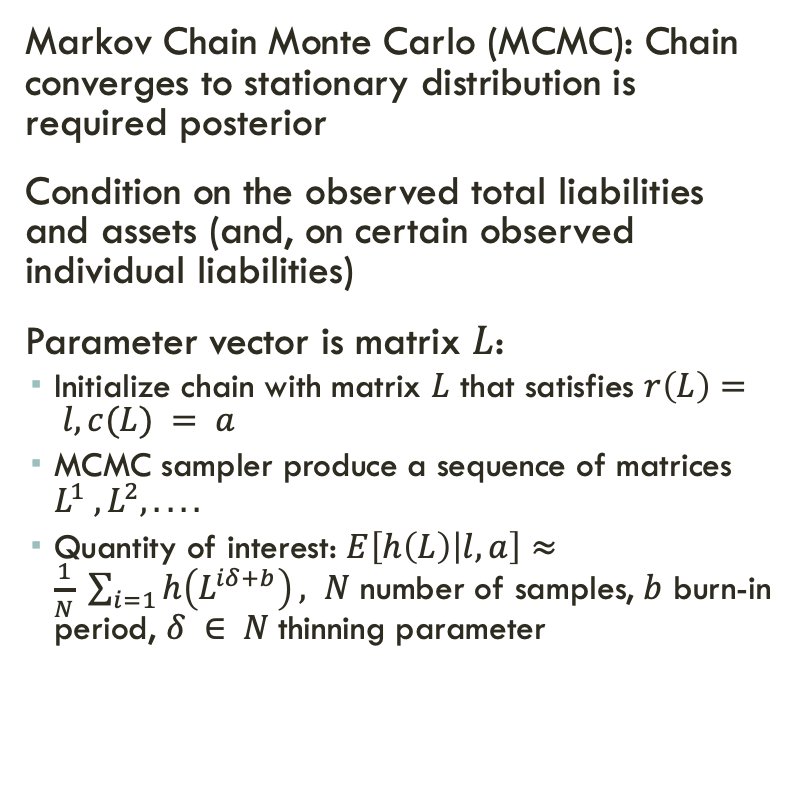 Markov Chain Monte Carlo (MCMC): Chain
converges to stationary distribution is
required posterior
Condition on the observed total liabilities
and assets (and, on certain observed
individual liabilities)
Parameter vector is matrix L:
▪ Initialize chain with matrix L that satisfies r(L) =
l, c(L) = a
▪ MCMC sampler produce a sequence of matrices
L¹ , L², ....
▪ Quantity of interest: E[h(L)|l, a] ≈
1/N ∑ᵢ₌₁ h(L^{iδ+b}), N number of samples, b burn-in
period, δ ∈ N thinning parameter